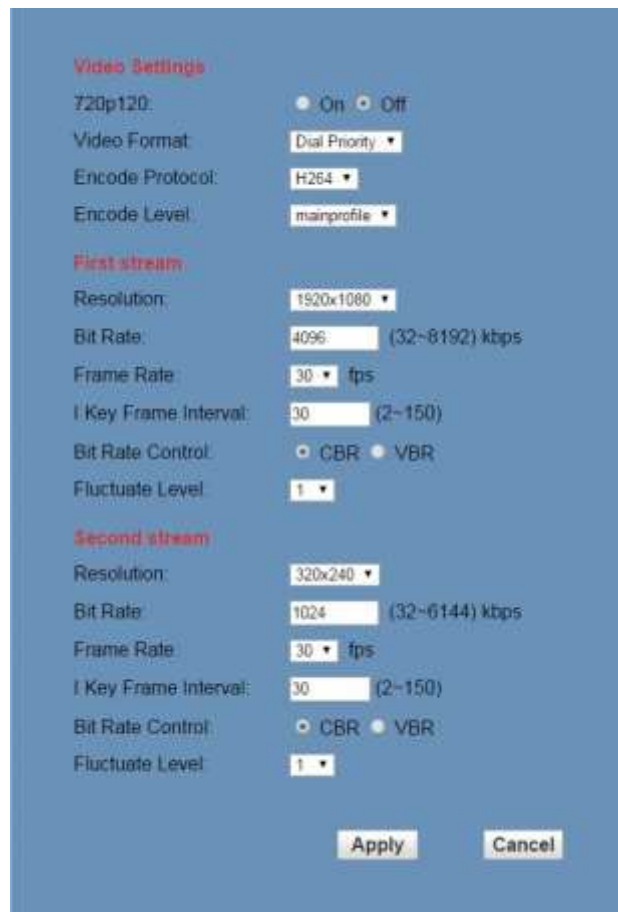 Video Settings
720p120: On Off
Video Format: Dial Priority
Encode Protocol: H264
Encode Level: mainprofile
First stream
Resolution: 1920x1080
Bit Rate: 4096 (32~8192) kbps
Frame Rate: 30 fps
I Key Frame Interval: 30 (2~150)
Bit Rate Control: CBR VBR
Fluctuate Level: 1
Second stream
Resolution: 320x240
Bit Rate: 1024 (32~6144) kbps
Frame Rate: 30 fps
I Key Frame Interval: 30 (2~150)
Bit Rate Control: CBR VBR
Fluctuate Level: 1
Apply Cancel